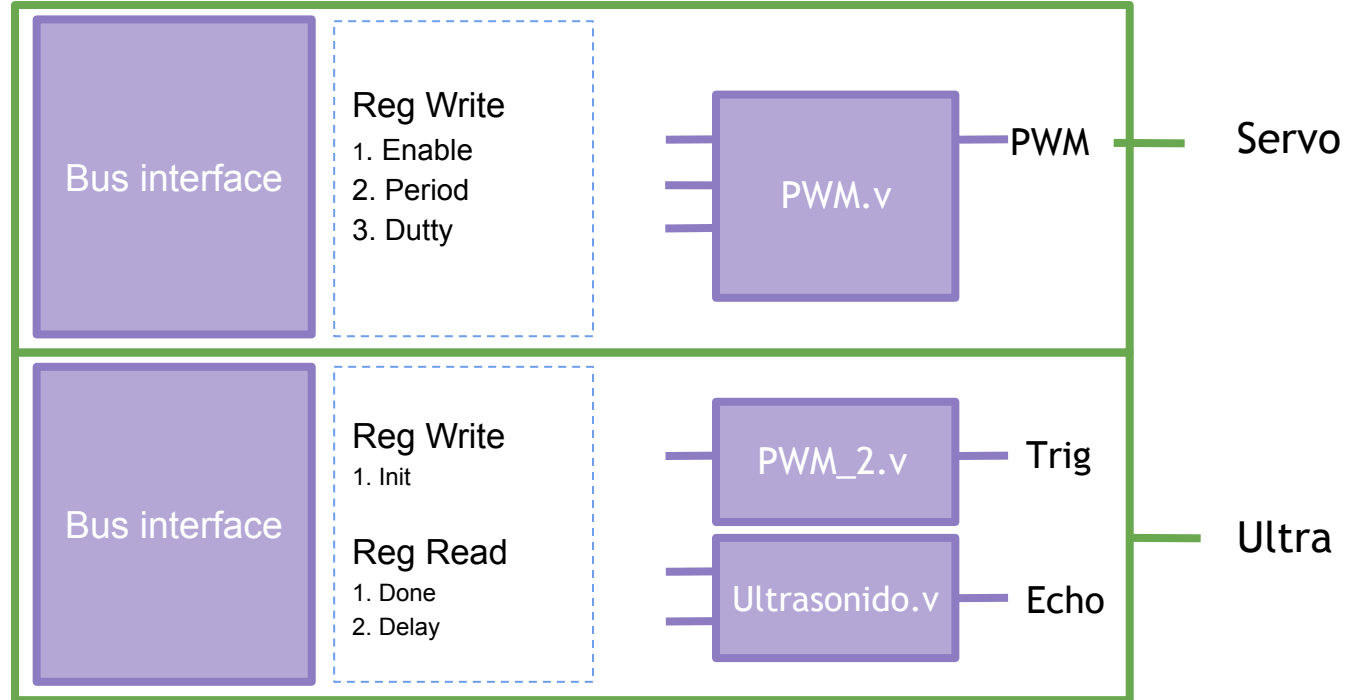 Bus interface
Reg Write
1. Enable
2. Period
3. Dutty
PWM.v
PWM
Servo
Bus interface
Reg Write
1. Init
Reg Read
1. Done
2. Delay
PWM_2.v
Trig
Ultrasonido.v
Echo
Ultra